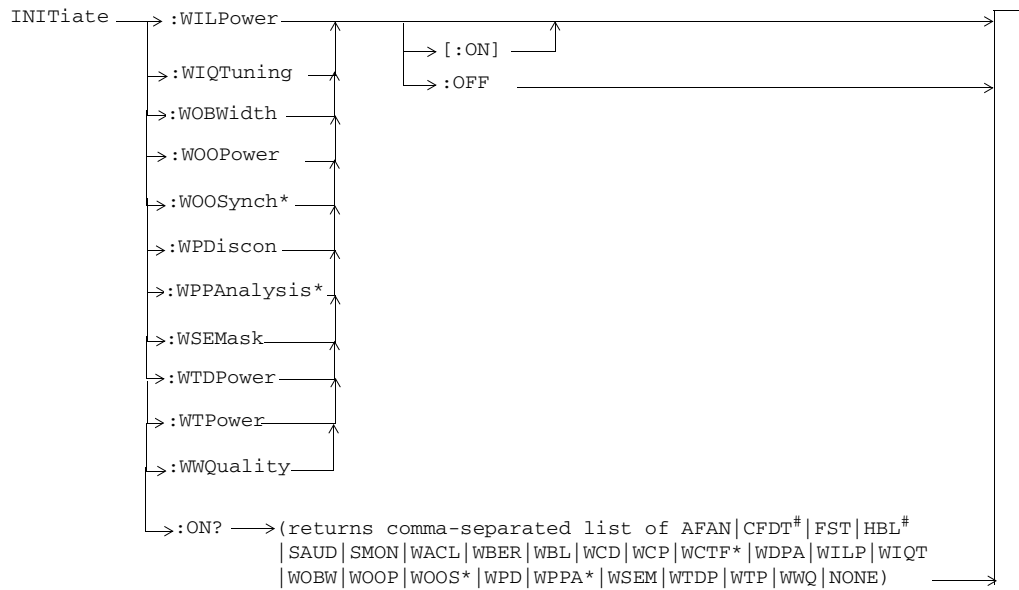 INITiate :WILPower
[:ON]
:OFF
:WIQTuning
:WOBWidth
:WOOPower
:WOOSynch*
:WPDiscon
:WPPAnalysis*
:WSEMask
:WTDPower
:WTPower
:WWQuality
:ON? (returns comma-separated list of AFAN|CFDT#|FST|HBL#
|SAUD|SMON|WACL|WBER|WBL|WCD|WCP|WCTF*|WDPA|WILP|WIQT
|WOBW|WOOP|WOOS*|WPD|WPPA*|WSEM|WTDP|WTP|WWQ|NONE)